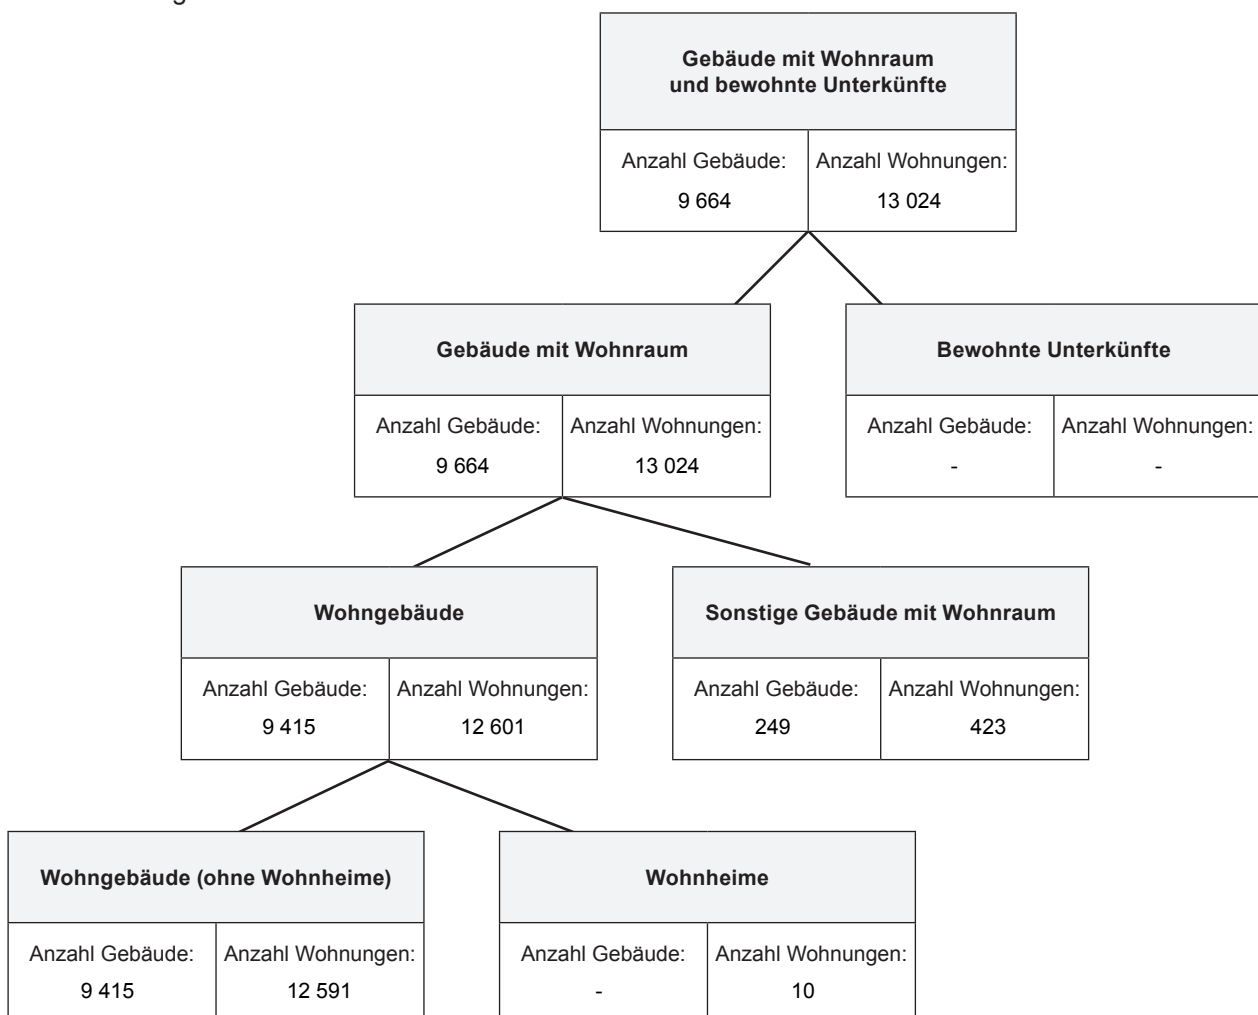 Gebäude mit Wohnraum
und bewohnte Unterkünfte
Anzahl Gebäude: Anzahl Wohnungen:
9 664 13 024
Gebäude mit Wohnraum
Anzahl Gebäude: Anzahl Wohnungen:
9 664 13 024
Bewohnte Unterkünfte
Anzahl Gebäude: Anzahl Wohnungen:
- -
Wohngebäude
Anzahl Gebäude: Anzahl Wohnungen:
9 415 12 601
Sonstige Gebäude mit Wohnraum
Anzahl Gebäude: Anzahl Wohnungen:
249 423
Wohngebäude (ohne Wohnheime)
Anzahl Gebäude: Anzahl Wohnungen:
9 415 12 591
Wohnheime
Anzahl Gebäude: Anzahl Wohnungen:
- 10